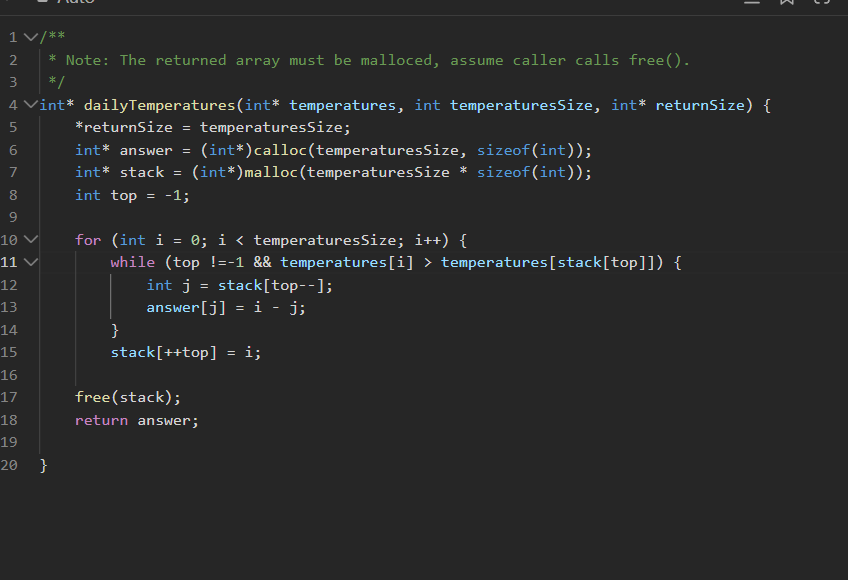 Auto
1 /**
2 * Note: The returned array must be malloced, assume caller calls free().
3 */
4 int* dailyTemperatures(int* temperatures, int temperaturesSize, int* returnSize) {
5 *returnSize = temperaturesSize;
6 int* answer = (int*)calloc(temperaturesSize, sizeof(int));
7 int* stack = (int*)malloc(temperaturesSize * sizeof(int));
8 int top = -1;
9
10 for (int i = 0; i < temperaturesSize; i++) {
11 while (top !=-1 && temperatures[i] > temperatures[stack[top]]) {
12 int j = stack[top--];
13 answer[j] = i - j;
14 }
15 stack[++top] = i;
16
17 free(stack);
18 return answer;
19
20 }